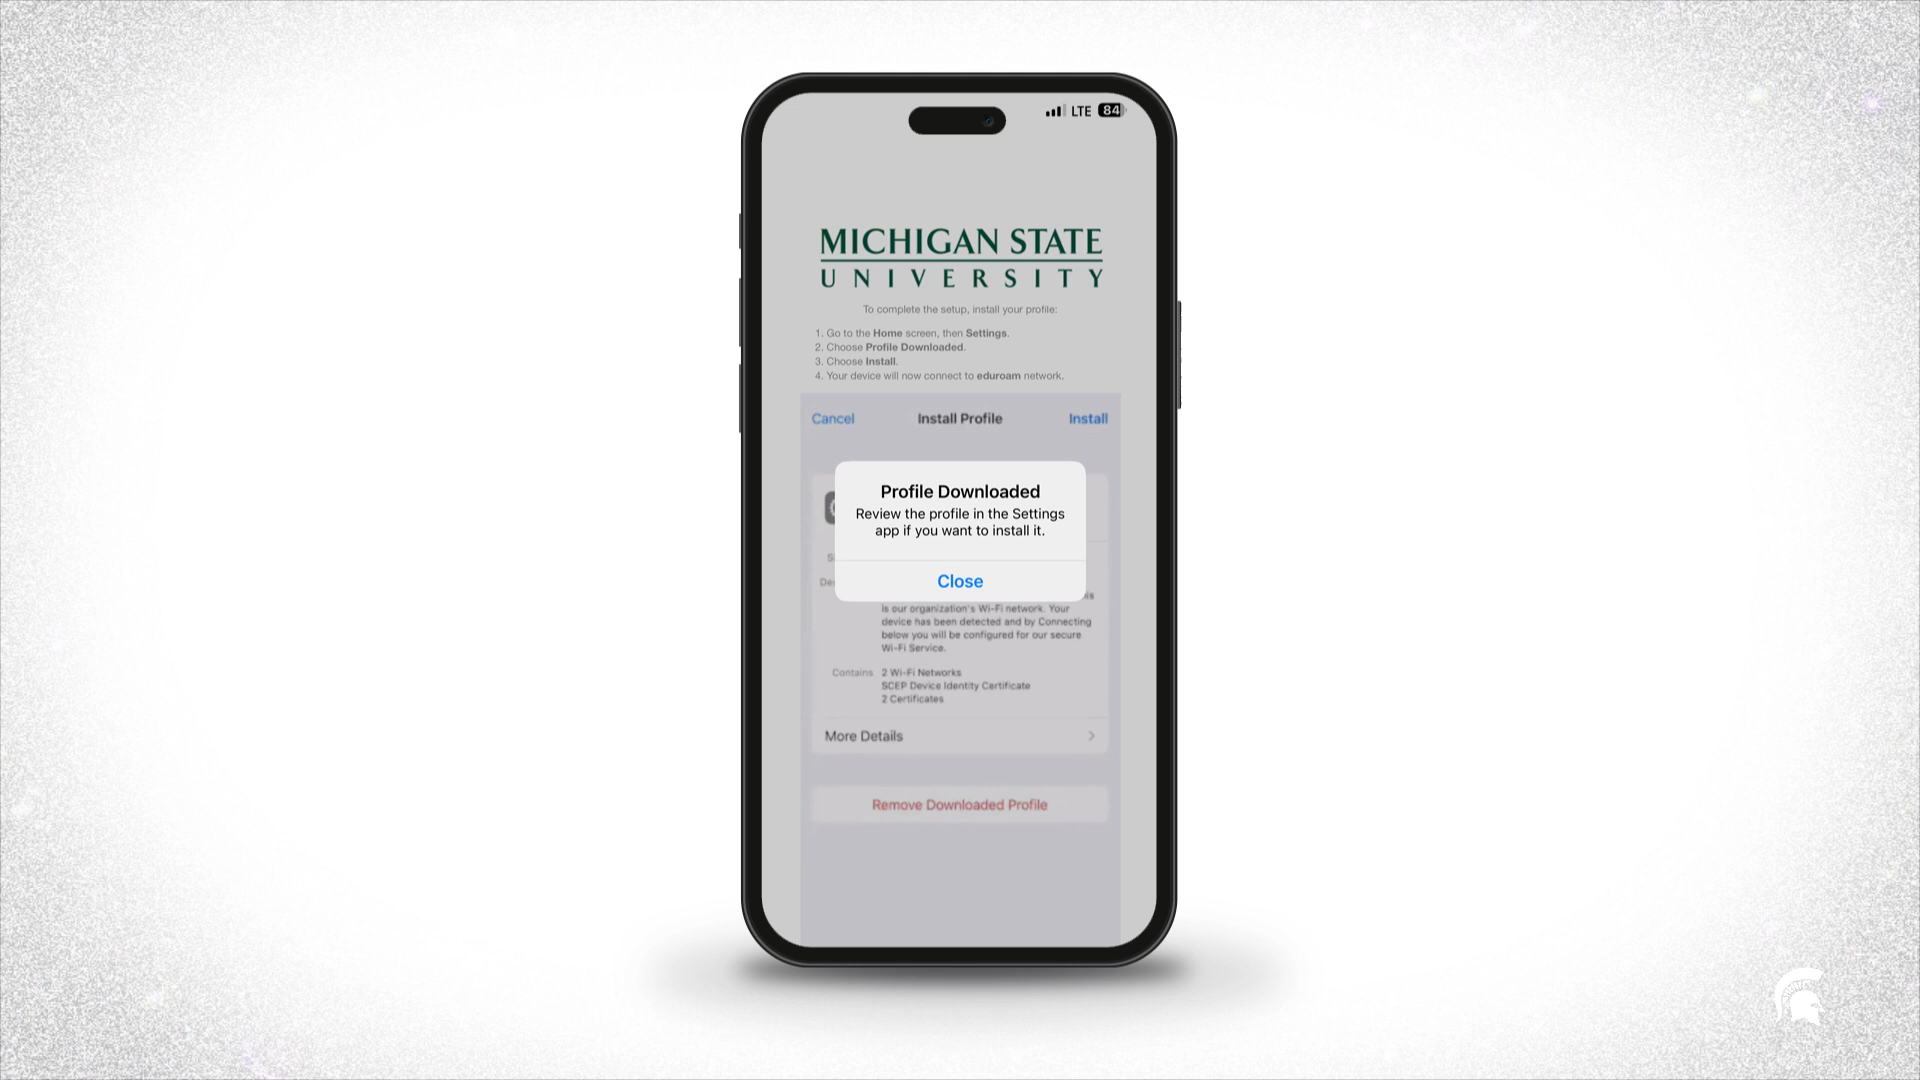 LTE 84
MICHIGAN STATE
UNIVERSITY
To complete the setup, install your profile:
1. Go to the Home screen, then Settings.
2. Choose Profile Downloaded.
3. Choose Install.
4. Your device will now connect to eduroam network.
Cancel Install Profile Install
Profile Downloaded
Review the profile in the Settings
app if you want to install it.
Close
is our organization's Wi-Fi network. Your
device has been detected and by Connecting
below you will be configured for our secure
Wi-Fi Service.
Contains 2 Wi-Fi Networks
SCEP Device Identity Certificate
2 Certificates
More Details
Remove Downloaded Profile